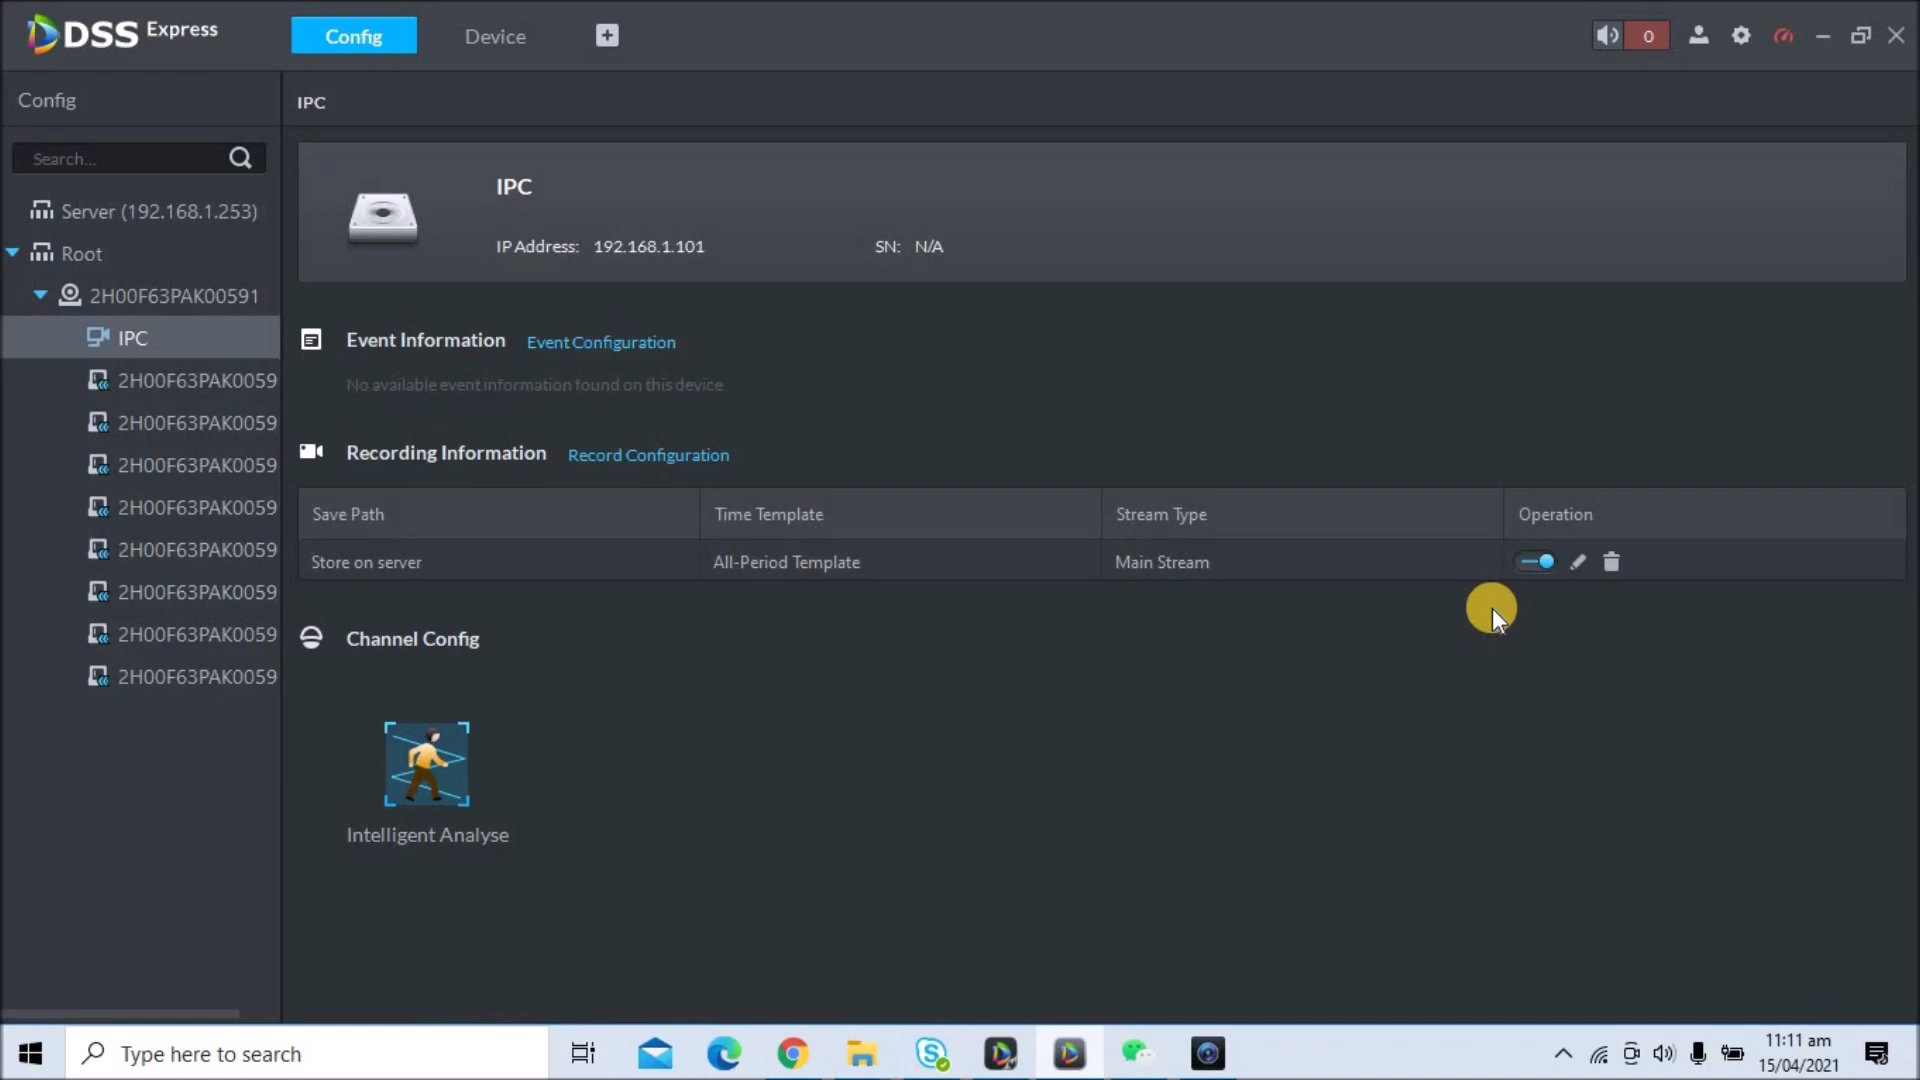 DSS Express
Config
Device
0
Config
IPC
Search...
Server (192.168.1.253)
Root
2H00F63PAK00591
IPC
2H00F63PAK0059
2H00F63PAK0059
2H00F63PAK0059
2H00F63PAK0059
2H00F63PAK0059
2H00F63PAK0059
2H00F63PAK0059
2H00F63PAK0059
IPC
IP Address: 192.168.1.101 SN: N/A
Event Information Event Configuration
No available event information found on this device
Recording Information Record Configuration
Save Path Time Template Stream Type Operation
Store on server All-Period Template Main Stream
Channel Config
Intelligent Analyse
Type here to search
11:11 am
15/04/2021